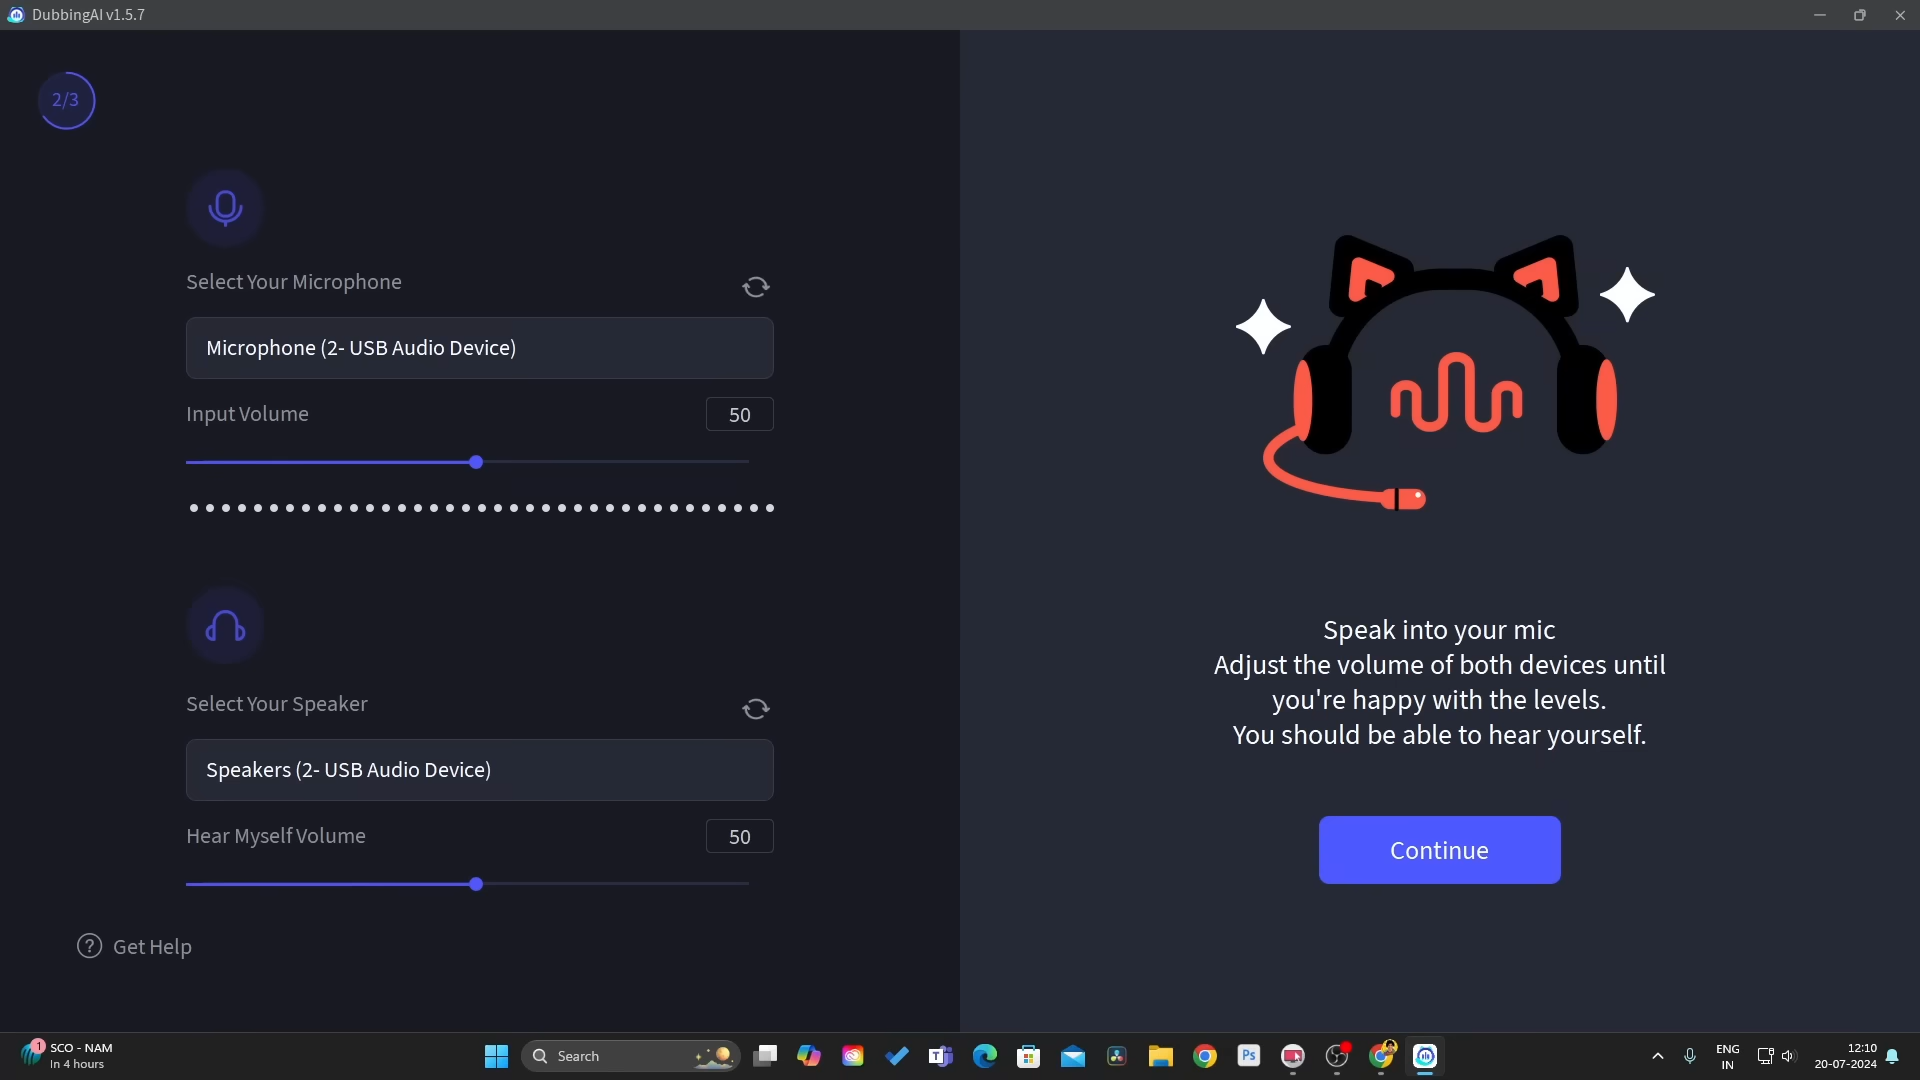 DubbingAI v1.5.7
2/3
Select Your Microphone
Microphone (2- USB Audio Device)
Input Volume
50
Select Your Speaker
Speakers (2- USB Audio Device)
Hear Myself Volume
50
? Get Help
Speak into your mic
Adjust the volume of both devices until
you're happy with the levels.
You should be able to hear yourself.
Continue
1
SCO - NAM
In 4 hours
Search
T
Ps
ENG
IN
12:10
20-07-2024